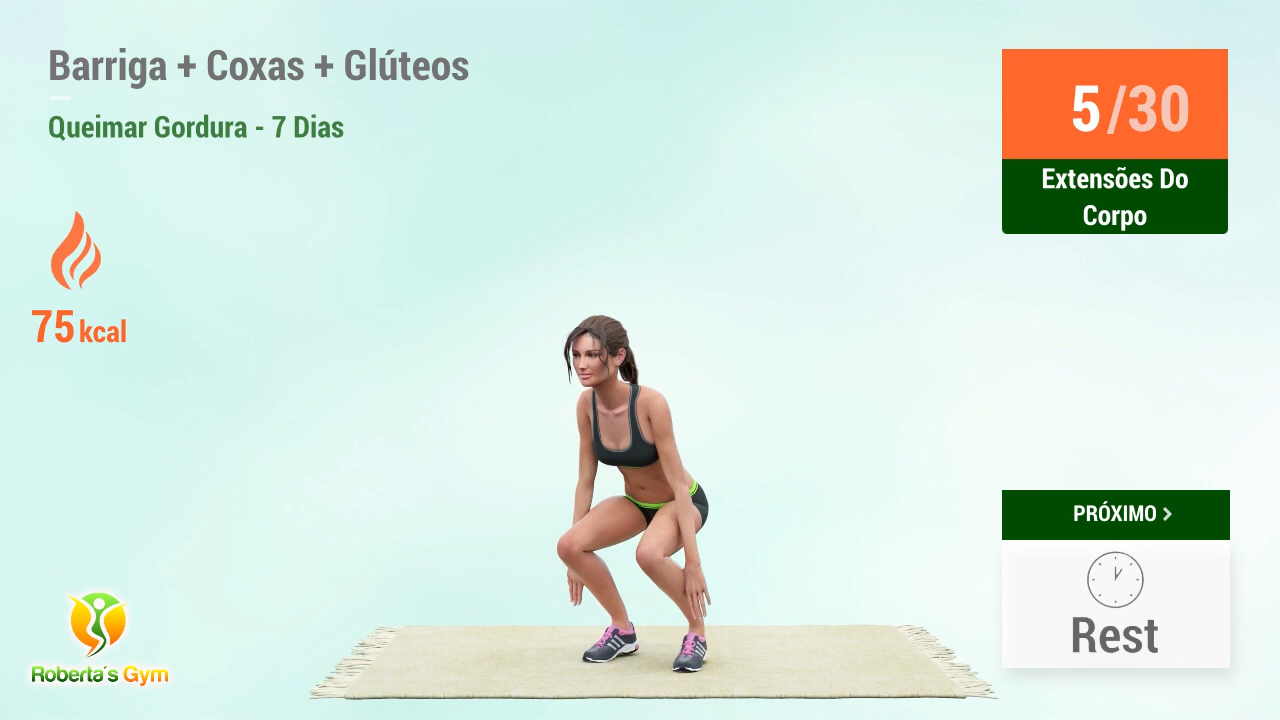 Barriga + Coxas + Glúteos
Queimar Gordura - 7 Dias
5/30
Extensões Do
Corpo
75 kcal
PRÓXIMO >
Rest
Roberta´s Gym